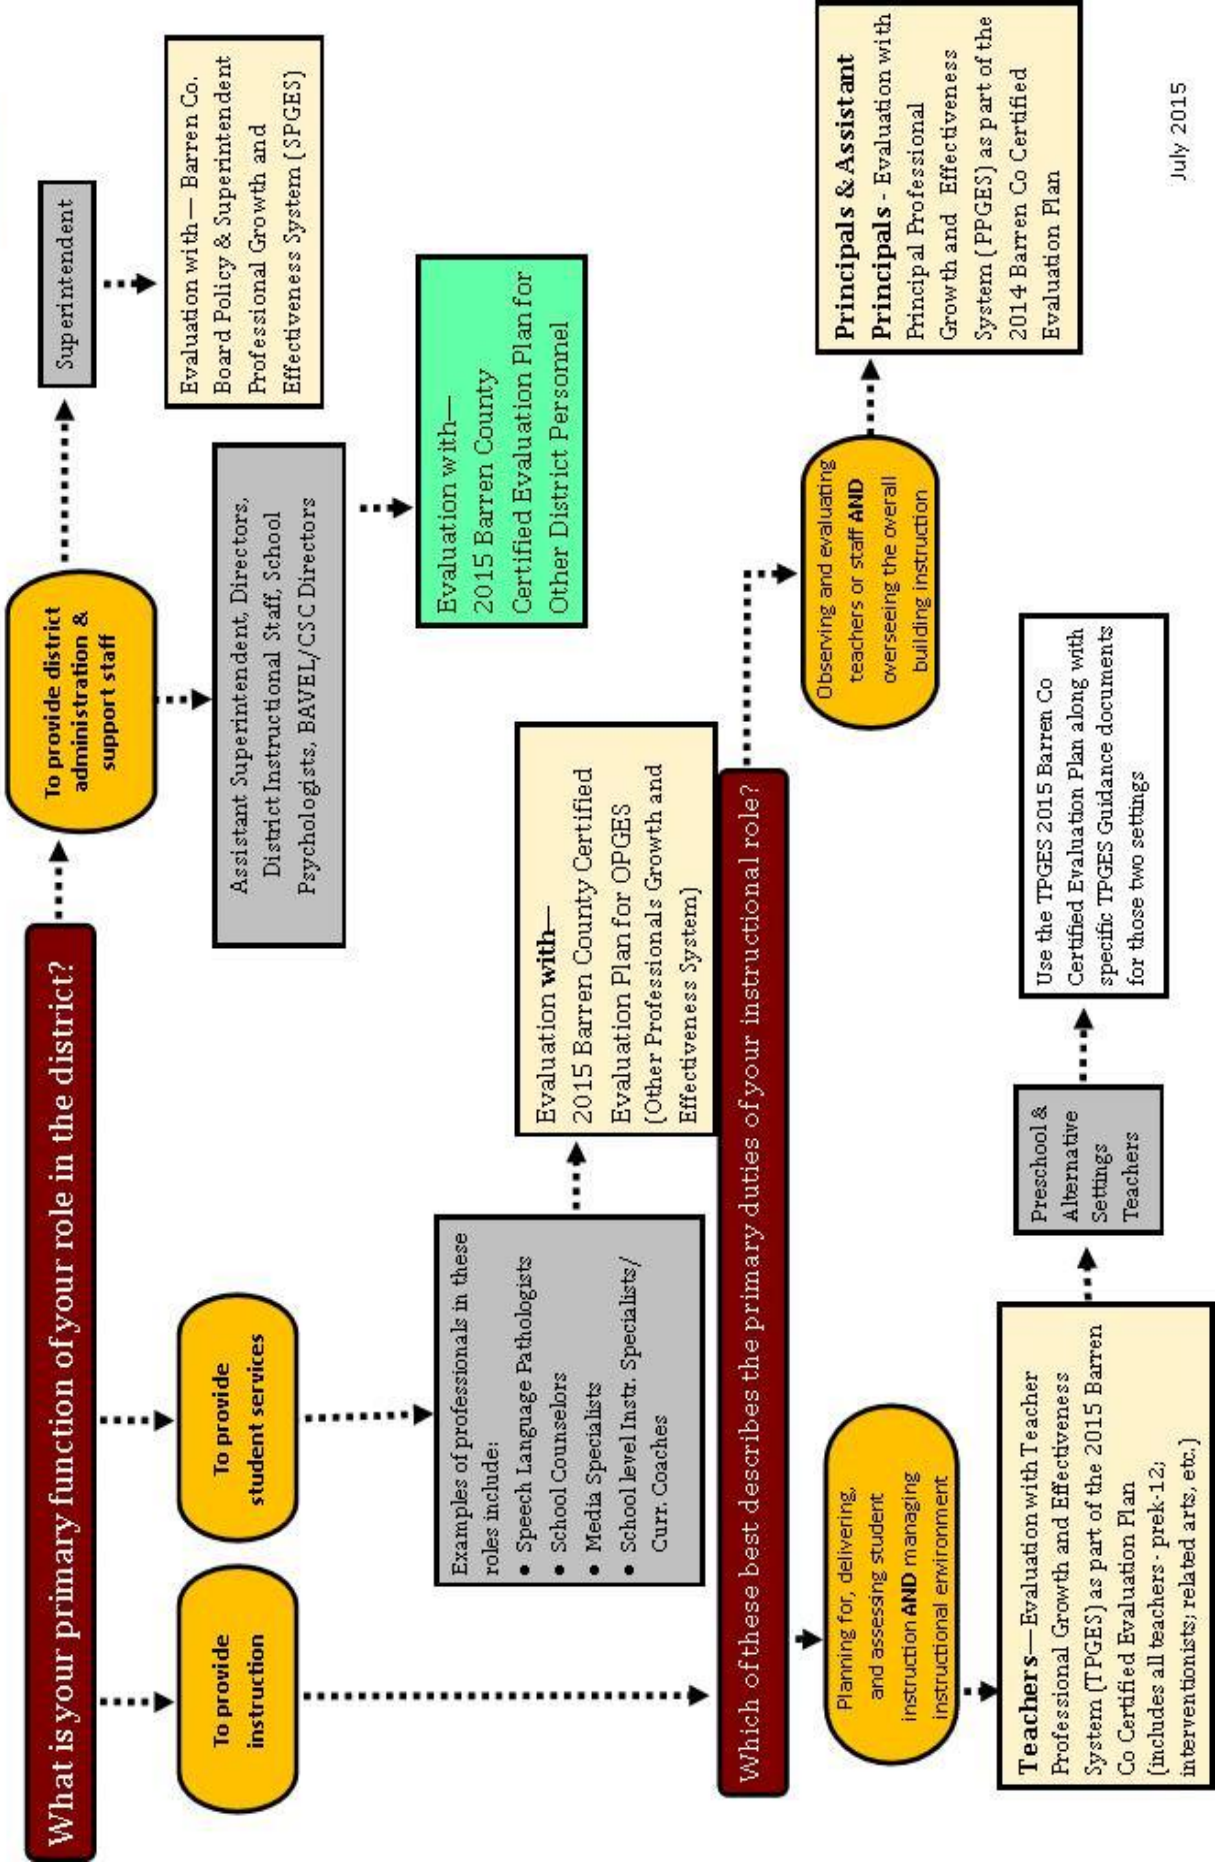 What is your primary function of your role in the district?
To provide
instruction
To provide
student services
To provide district
administration &
support staff
Superintendent
Evaluation with— Barren Co.
Board Policy & Superintendent
Professional Growth and
Effectiveness System (SPGES)
Assistant Superintendent, Directors,
District Instructional Staff, School
Psychologists, BAVEL/CSC Directors
Evaluation with—
2015 Barren County
Certified Evaluation Plan for
Other District Personnel
Examples of professionals in these
roles include:
● Speech Language Pathologists
● School Counselors
● Media Specialists
● School level Instr. Specialists/
Curr. Coaches
Evaluation with—
2015 Barren County Certified
Evaluation Plan for OPGES
(Other Professionals Growth and
Effectiveness System)
Which of these best describes the primary duties of your instructional role?
Planning for, delivering,
and assessing student
instruction AND managing
instructional environment
Observing and evaluating
teachers or staff AND
overseeing the overall
building instruction
Teachers—Evaluation with Teacher
Professional Growth and Effectiveness
System (TPGES) as part of the 2015 Barren
Co Certified Evaluation Plan
(includes all teachers - prek-12;
interventionists; related arts, etc.)
Preschool &
Alternative
Settings
Teachers
Use the TPGES 2015 Barren Co
Certified Evaluation Plan along with
specific TPGES Guidance documents
for those two settings
Principals & Assistant
Principals - Evaluation with
Principal Professional
Growth and Effectiveness
System (PPGES) as part of the
2014 Barren Co Certified
Evaluation Plan
July 2015